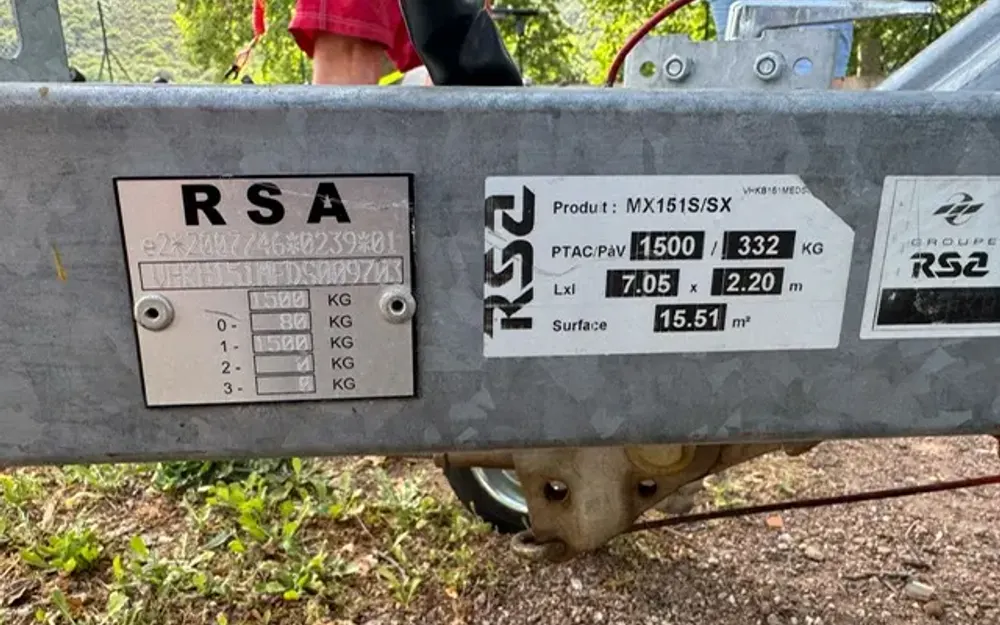 RSA
e2*2007/46*0239*01
1500 KG
0- 80 KG
1- 1500 KG
2- 0 KG
3- 0 KG
RSA
VHKB151MEDS
Produit : MX151S/SX
PTAC/PàV 1500 / 332 KG
Lxl 7.05 x 2.20 m
Surface 15.51 m²
GROUPE
RSA